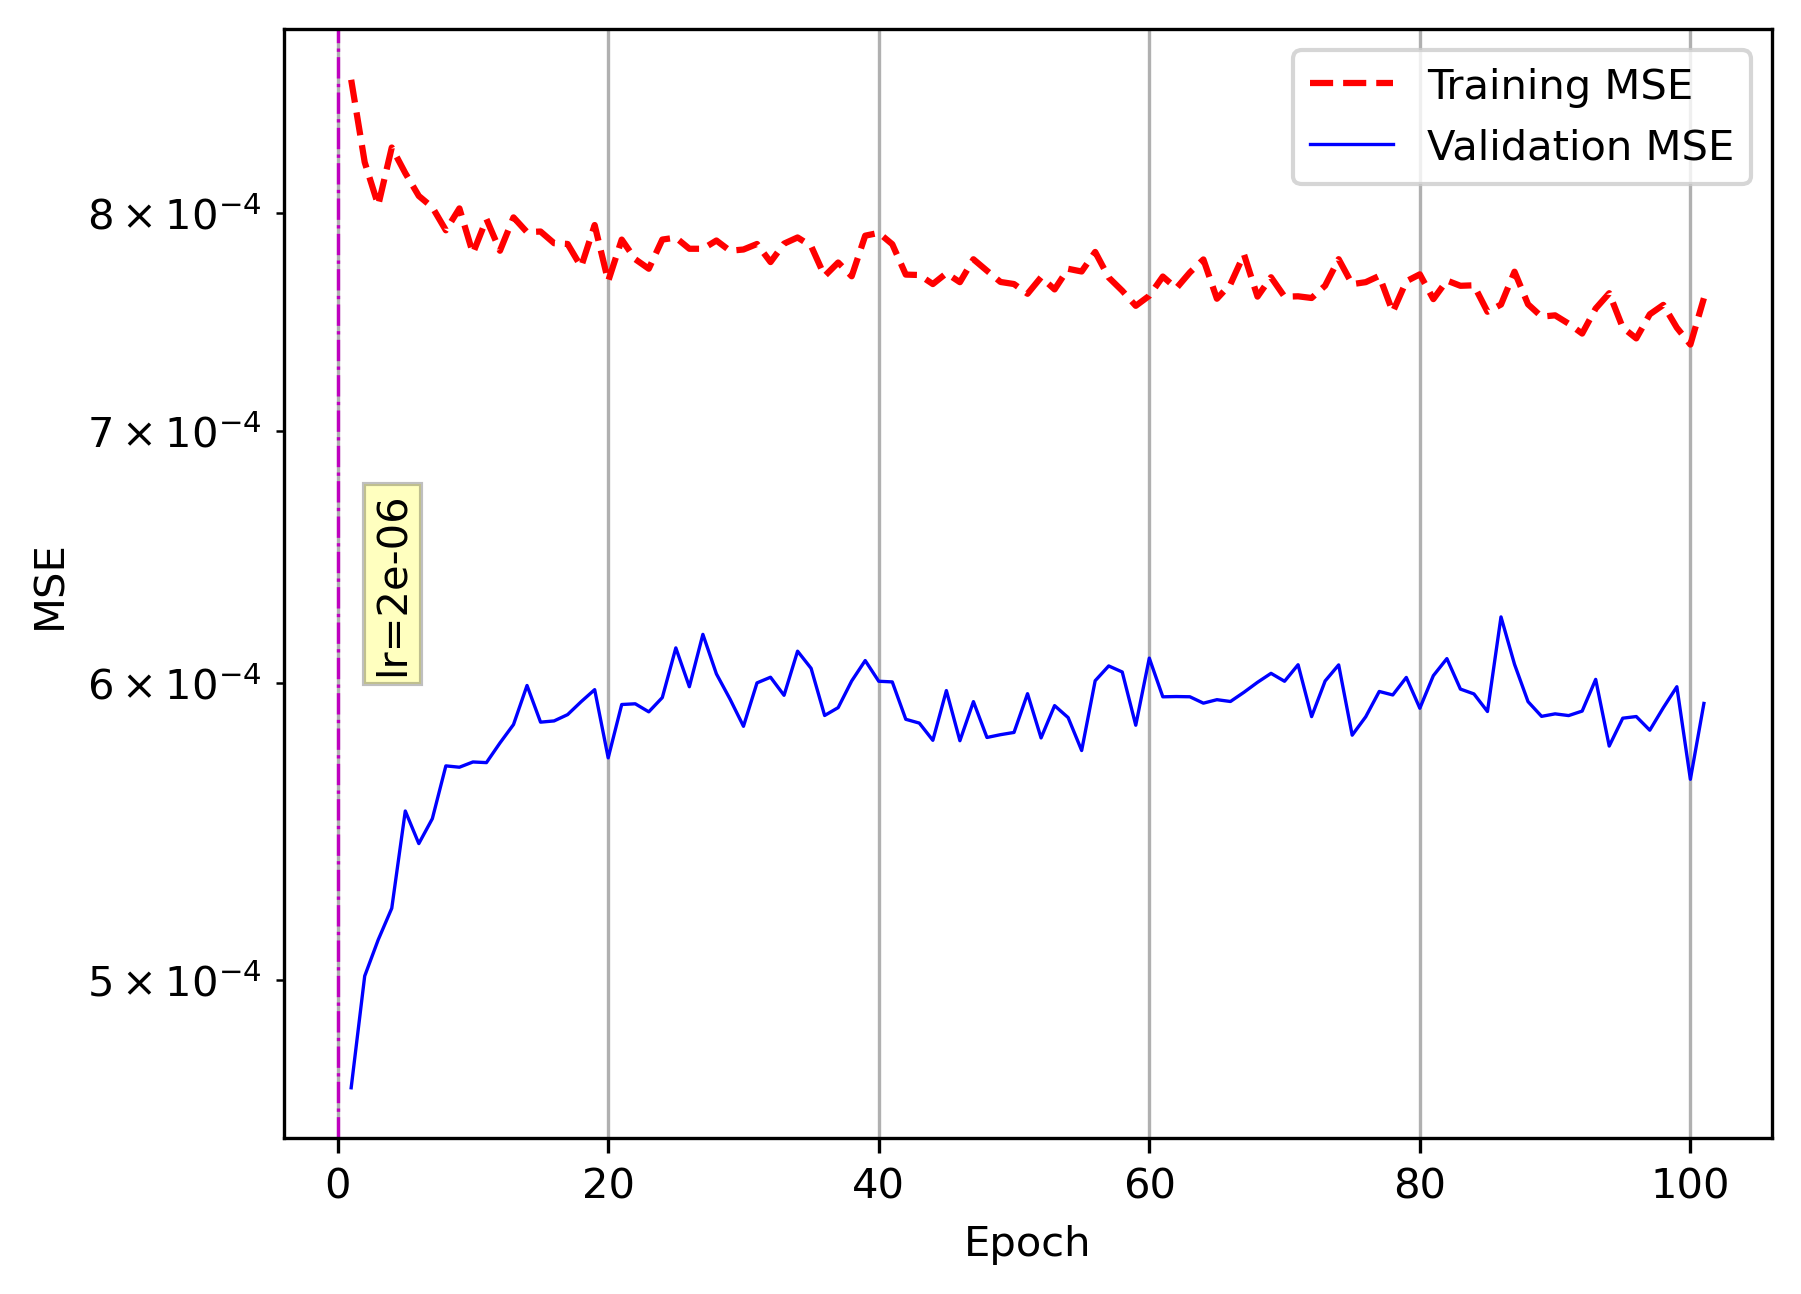 Training MSE
Validation MSE
8 × 10⁻⁴
7 × 10⁻⁴
6 × 10⁻⁴
5 × 10⁻⁴
MSE
lr=2e-06
0 20 40 60 80 100
Epoch